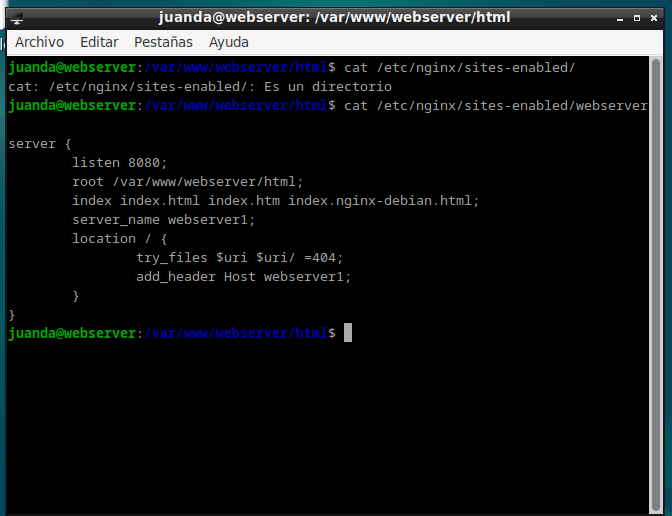 juanda@webserver: /var/www/webserver/html
Archivo Editar Pestañas Ayuda
juanda@webserver:/var/www/webserver/html$ cat /etc/nginx/sites-enabled/
cat: /etc/nginx/sites-enabled/: Es un directorio
juanda@webserver:/var/www/webserver/html$ cat /etc/nginx/sites-enabled/webserver
server {
        listen 8080;
        root /var/www/webserver/html;
        index index.html index.htm index.nginx-debian.html;
        server_name webserver1;
        location / {
                try_files $uri $uri/ =404;
                add_header Host webserver1;
        }
}
juanda@webserver:/var/www/webserver/html$